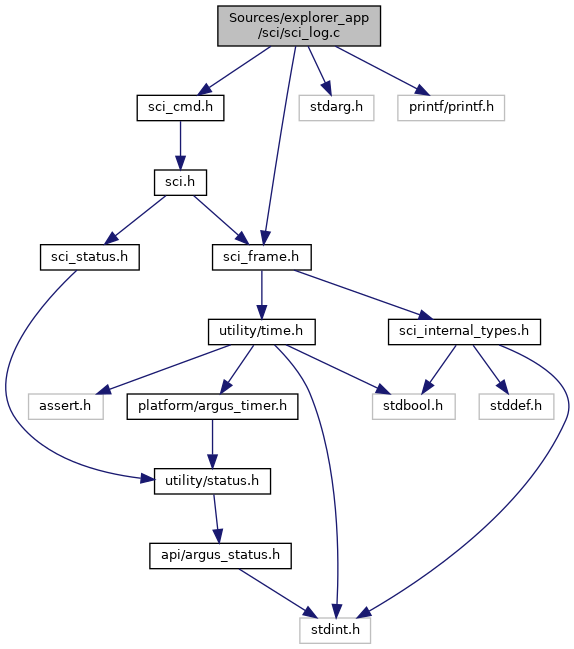 Sources/explorer_app
/sci/sci_log.c
sci_cmd.h
stdarg.h
printf/printf.h
sci.h
sci_status.h
sci_frame.h
utility/time.h
sci_internal_types.h
assert.h
platform/argus_timer.h
stdbool.h
stddef.h
utility/status.h
api/argus_status.h
stdint.h